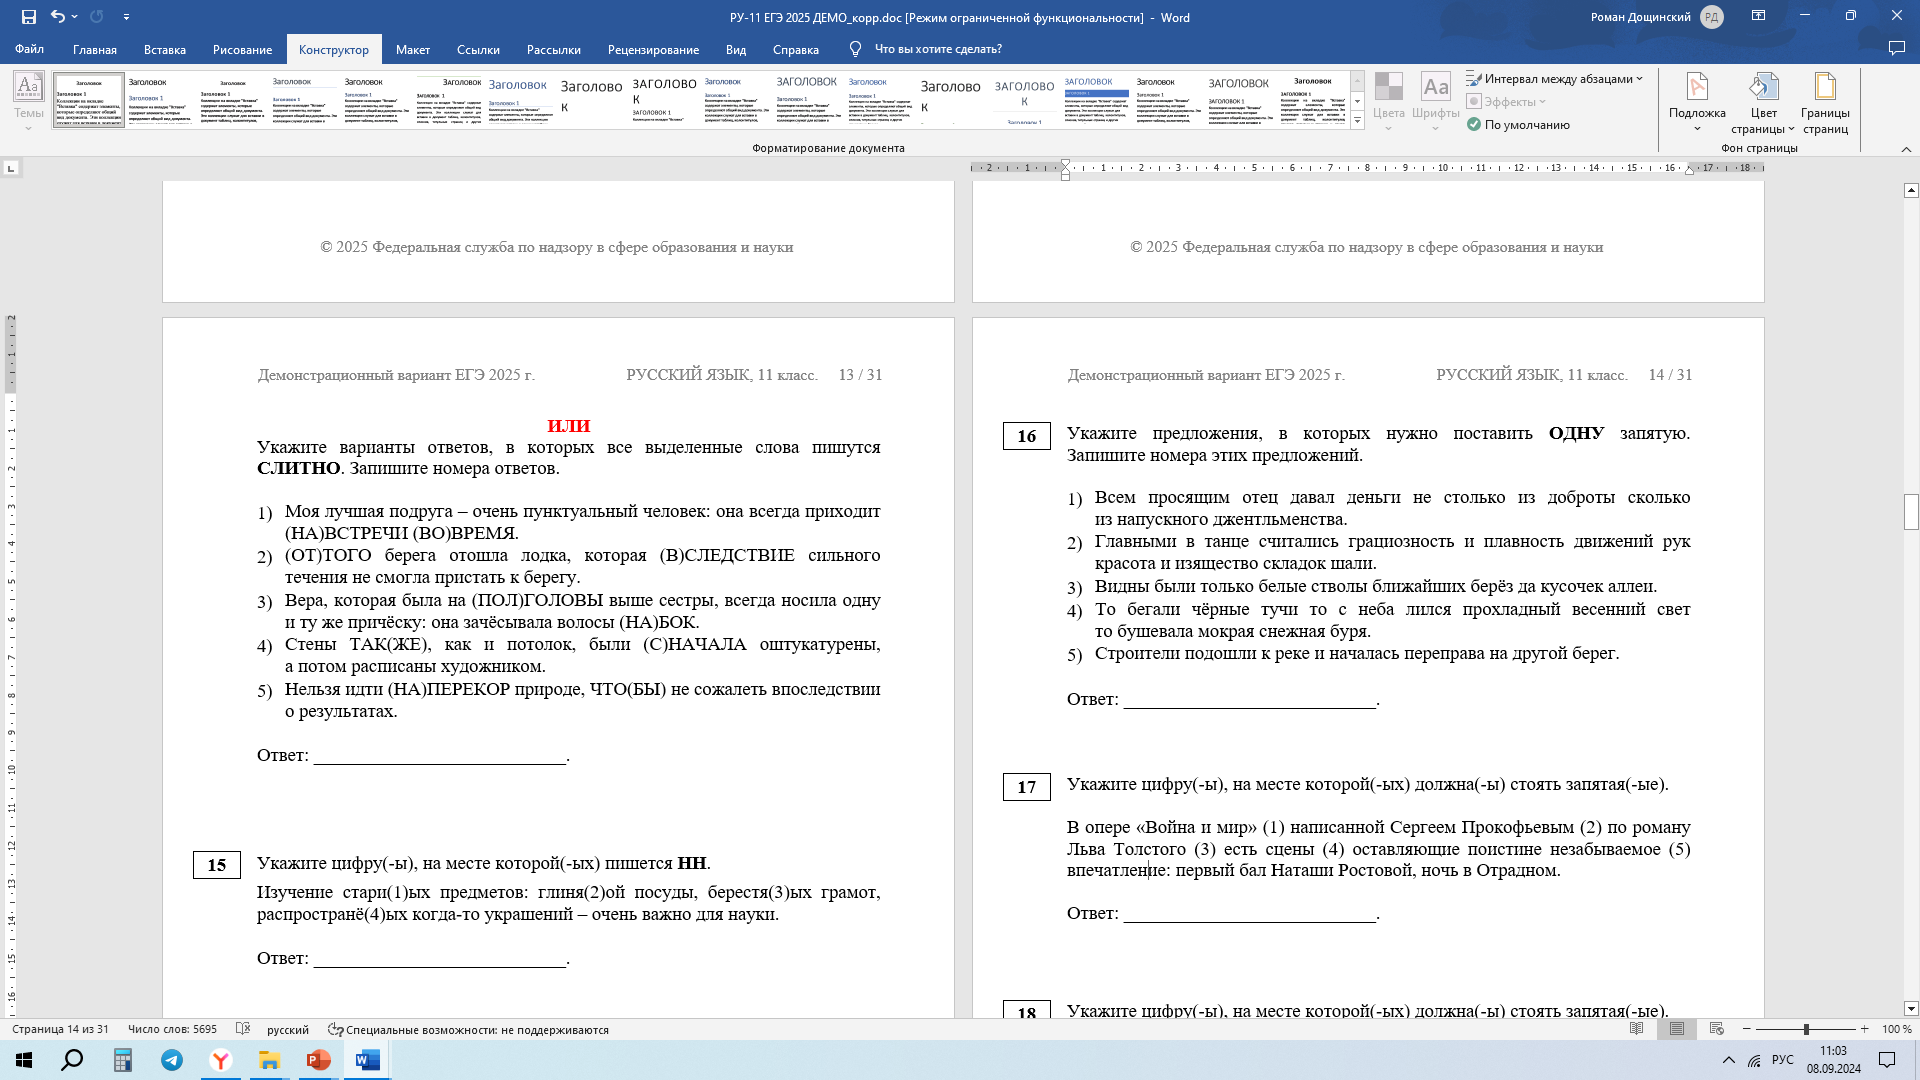 РУ-11 ЕГЭ 2025 ДЕМО_корр.doc [Режим ограниченной функциональности] - Word
Роман Дощинский
РД
Файл
Главная
Вставка
Рисование
Конструктор
Макет
Ссылки
Рассылки
Рецензирование
Вид
Справка
Что вы хотите сделать?
Темы
Цвета
Шрифты
Интервал между абзацами
Эффекты
По умолчанию
Подложка
Цвет страницы
Границы страниц
Форматирование документа
Фон страницы
© 2025 Федеральная служба по надзору в сфере образования и науки
© 2025 Федеральная служба по надзору в сфере образования и науки
Демонстрационный вариант ЕГЭ 2025 г. РУССКИЙ ЯЗЫК, 11 класс. 13 / 31
ИЛИ
Укажите варианты ответов, в которых все выделенные слова пишутся
СЛИТНО. Запишите номера ответов.
1) Моя лучшая подруга – очень пунктуальный человек: она всегда приходит
(НА)ВСТРЕЧИ (ВО)ВРЕМЯ.
2) (ОТ)ТОГО берега отошла лодка, которая (В)СЛЕДСТВИЕ сильного
течения не смогла пристать к берегу.
3) Вера, которая была на (ПОЛ)ГОЛОВЫ выше сестры, всегда носила одну
и ту же причёску: она зачёсывала волосы (НА)БОК.
4) Стены ТАК(ЖЕ), как и потолок, были (С)НАЧАЛА оштукатурены,
а потом расписаны художником.
5) Нельзя идти (НА)ПЕРЕКОР природе, ЧТО(БЫ) не сожалеть впоследствии
о результатах.
Ответ: ___________________________.
15 Укажите цифру(-ы), на месте которой(-ых) пишется НН.
Изучение стари(1)ых предметов: глиня(2)ой посуды, берестя(3)ых грамот,
распространё(4)ых когда-то украшений – очень важно для науки.
Ответ: ___________________________.
Демонстрационный вариант ЕГЭ 2025 г. РУССКИЙ ЯЗЫК, 11 класс. 14 / 31
16 Укажите предложения, в которых нужно поставить ОДНУ запятую.
Запишите номера этих предложений.
1) Всем просящим отец давал деньги не столько из доброты сколько
из напускного джентльменства.
2) Главными в танце считались грациозность и плавность движений рук
красота и изящество складок шали.
3) Видны были только белые стволы ближайших берёз да кусочек аллеи.
4) То бегали чёрные тучи то с неба лился прохладный весенний свет
то бушевала мокрая снежная буря.
5) Строители подошли к реке и началась переправа на другой берег.
Ответ: ___________________________.
17 Укажите цифру(-ы), на месте которой(-ых) должна(-ы) стоять запятая(-ые).
В опере «Война и мир» (1) написанной Сергеем Прокофьевым (2) по роману
Льва Толстого (3) есть сцены (4) оставляющие поистине незабываемое (5)
впечатление: первый бал Наташи Ростовой, ночь в Отрадном.
Ответ: ___________________________.
18 Укажите цифру(-ы), на месте которой(-ых) должна(-ы) стоять запятая(-ые).
Страница 14 из 31
Число слов: 5695
русский
Специальные возможности: не поддерживаются
100 %
РУС
11:03
08.09.2024